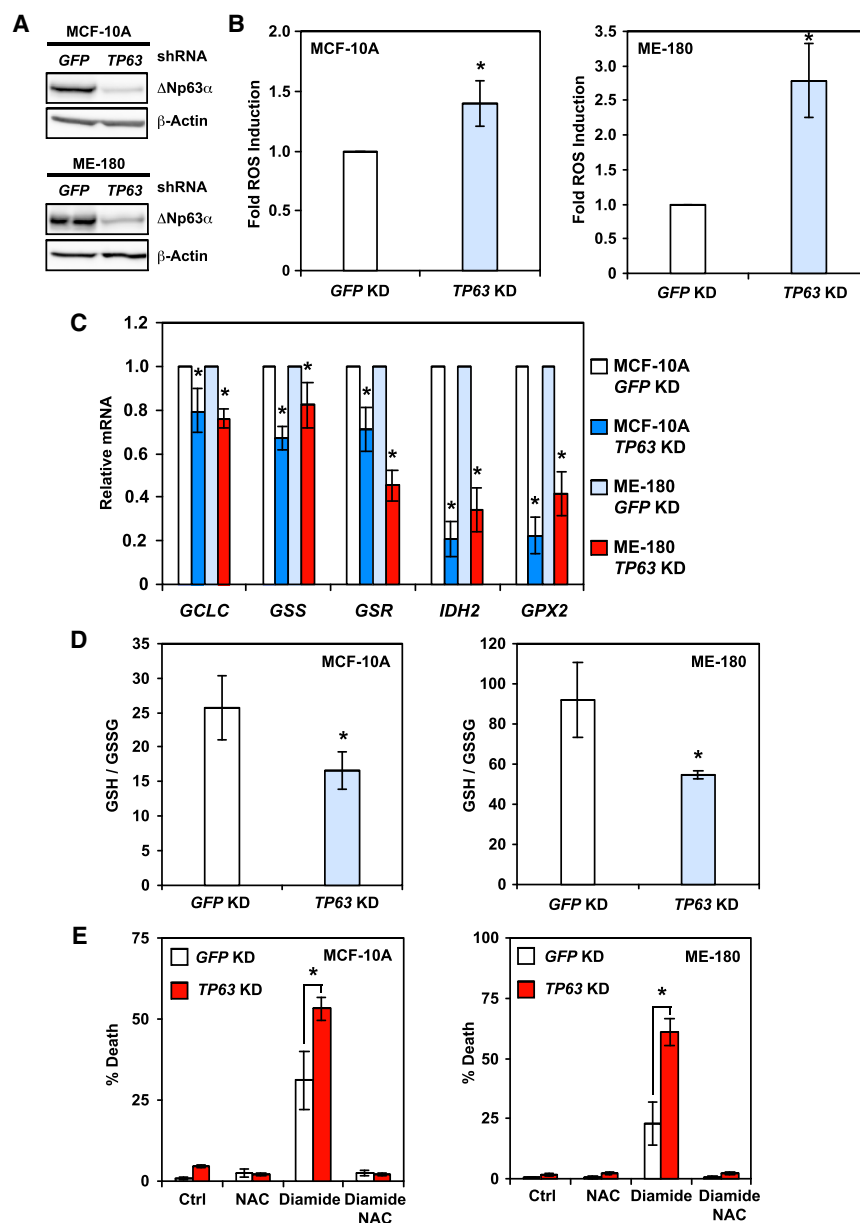 A
MCF-10A
GFP TP63 shRNA
ΔNp63α
β-Actin
ME-180
GFP TP63 shRNA
ΔNp63α
β-Actin
B
MCF-10A
*
Fold ROS Induction
2.0
1.5
1.0
0.5
0
GFP KD TP63 KD
ME-180
*
Fold ROS Induction
3.5
3.0
2.5
2.0
1.5
1.0
0.5
0
GFP KD TP63 KD
C
Relative mRNA
1.2
1.0
0.8
0.6
0.4
0.2
0
* * * * * * * * * *
GCLC GSS GSR IDH2 GPX2
MCF-10A
GFP KD
MCF-10A
TP63 KD
ME-180
GFP KD
ME-180
TP63 KD
D
MCF-10A
*
GSH / GSSG
35
30
25
20
15
10
5
0
GFP KD TP63 KD
ME-180
*
GSH / GSSG
120
100
80
60
40
20
0
GFP KD TP63 KD
E
GFP KD
TP63 KD
MCF-10A
*
% Death
75
50
25
0
Ctrl NAC Diamide Diamide
NAC
GFP KD
TP63 KD
ME-180
*
% Death
100
75
50
25
0
Ctrl NAC Diamide Diamide
NAC